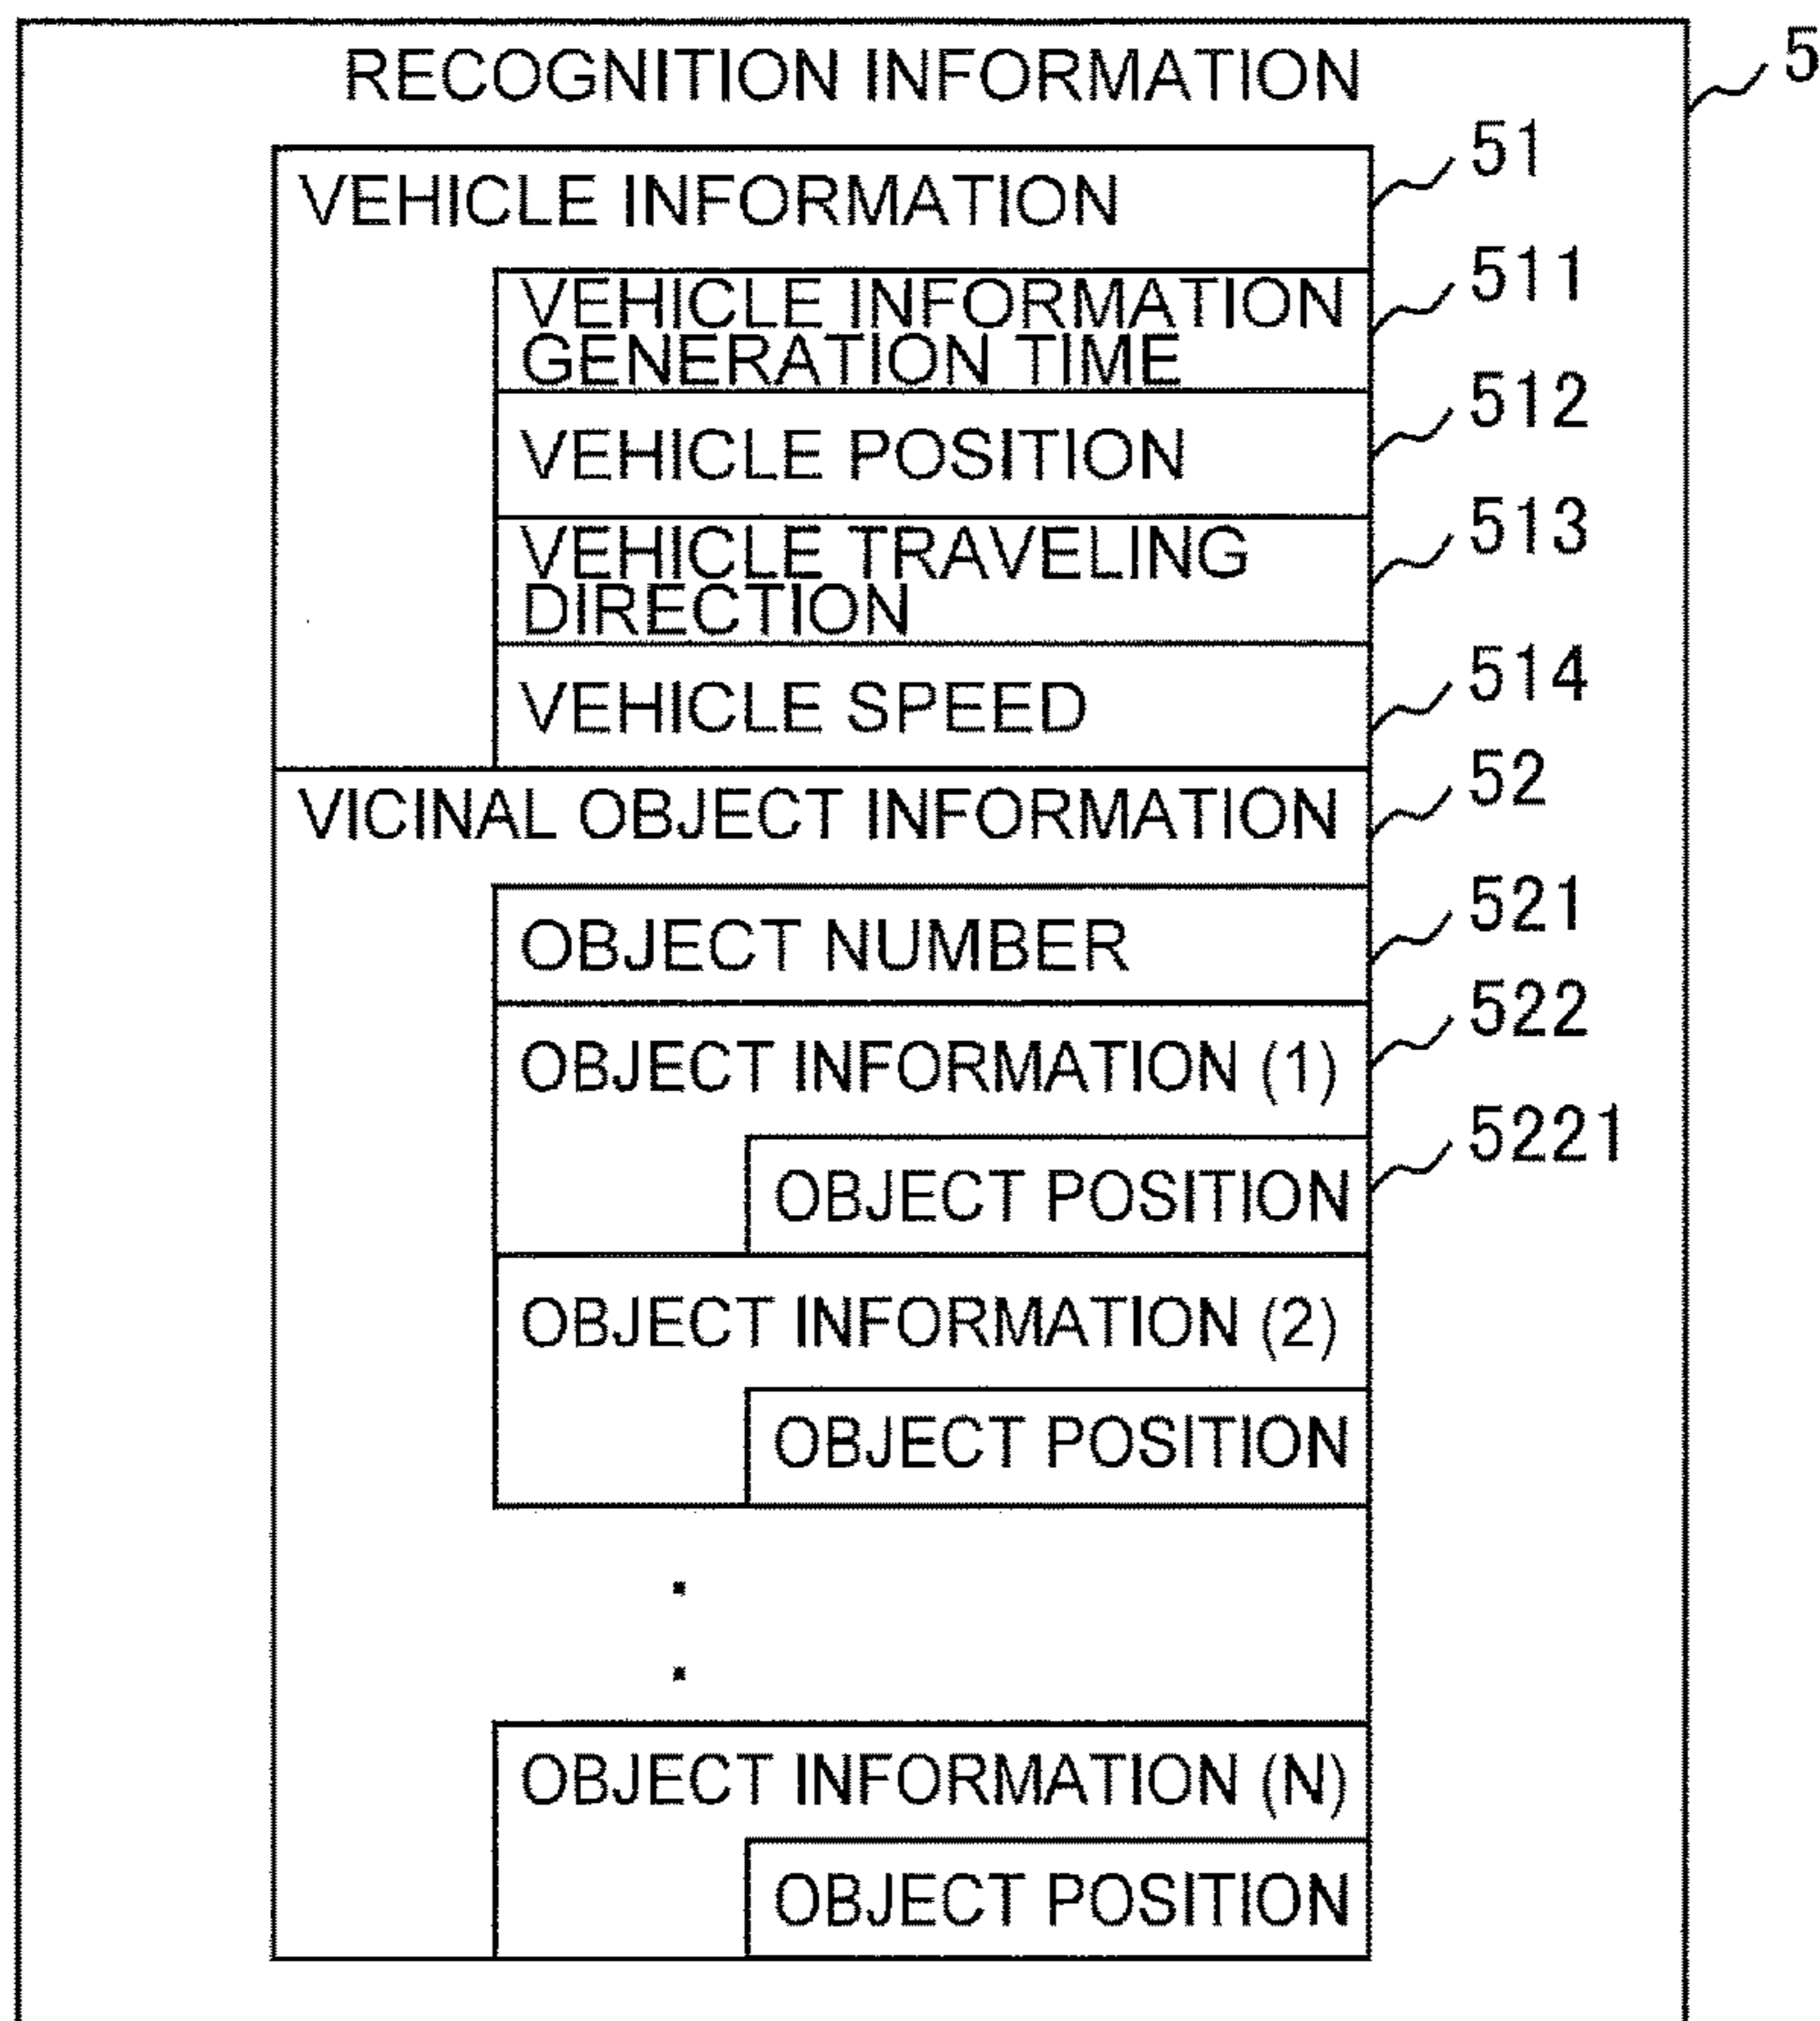 RECOGNITION INFORMATION
5
VEHICLE INFORMATION
51
VEHICLE INFORMATION
GENERATION TIME
511
VEHICLE POSITION
512
VEHICLE TRAVELING
DIRECTION
513
VEHICLE SPEED
514
VICINAL OBJECT INFORMATION
52
OBJECT NUMBER
521
OBJECT INFORMATION (1)
522
OBJECT POSITION
5221
OBJECT INFORMATION (2)
OBJECT POSITION
OBJECT INFORMATION (N)
OBJECT POSITION